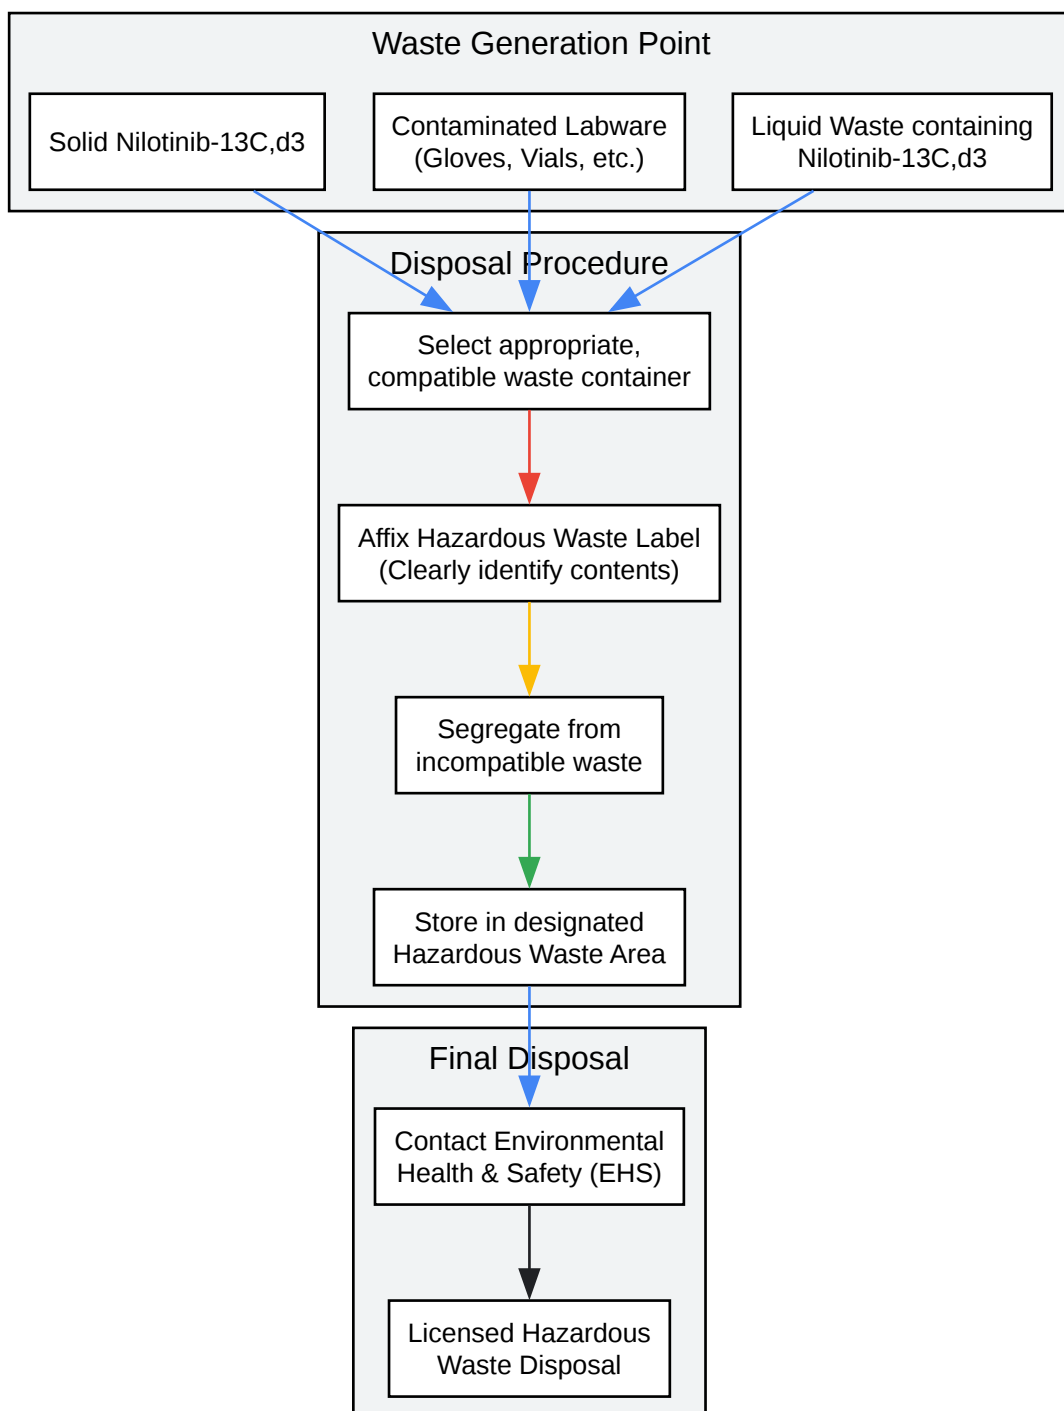 Waste Generation Point
Solid Nilotinib-13C,d3
Contaminated Labware
(Gloves, Vials, etc.)
Liquid Waste containing
Nilotinib-13C,d3
Disposal Procedure
Select appropriate,
compatible waste container
Affix Hazardous Waste Label
(Clearly identify contents)
Segregate from
incompatible waste
Store in designated
Hazardous Waste Area
Final Disposal
Contact Environmental
Health & Safety (EHS)
Licensed Hazardous
Waste Disposal